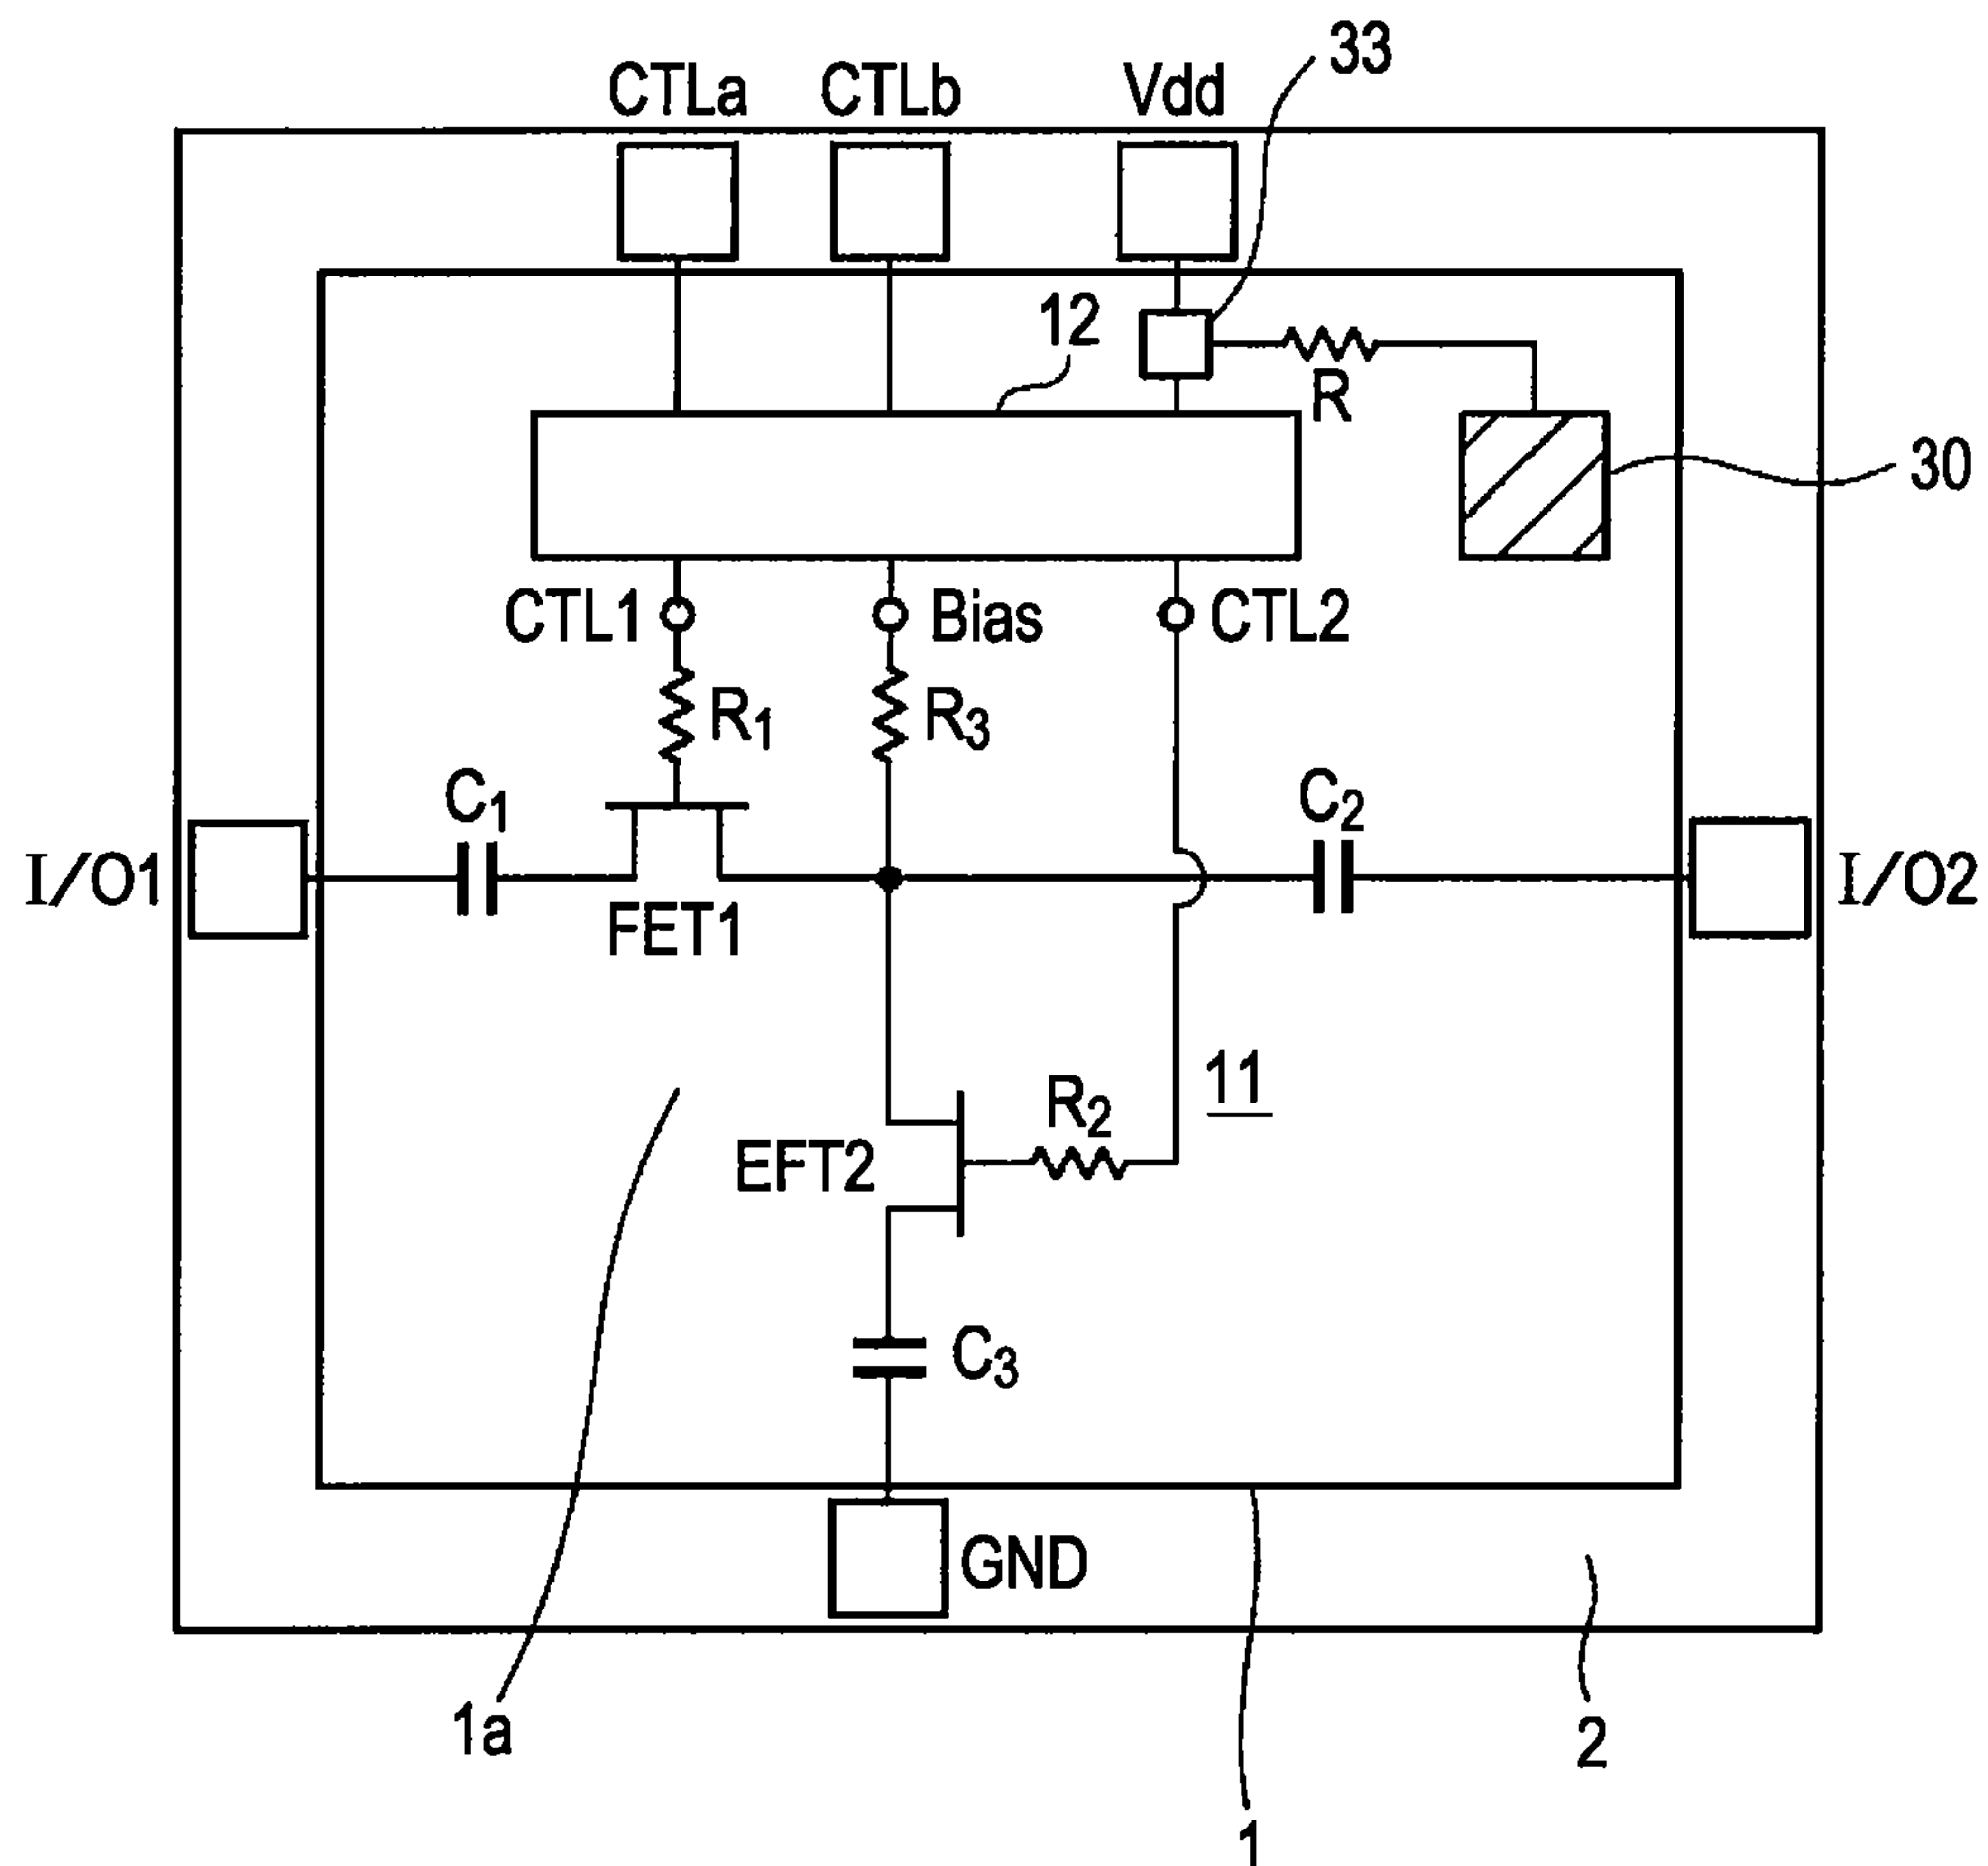 33
CTLa CTLb Vdd
12
R
30
CTL1 Bias CTL2
R1 R3
C1 C2
I/O1 I/O2
FET1
11
R2
EFT2
C3
GND
1a
2
1